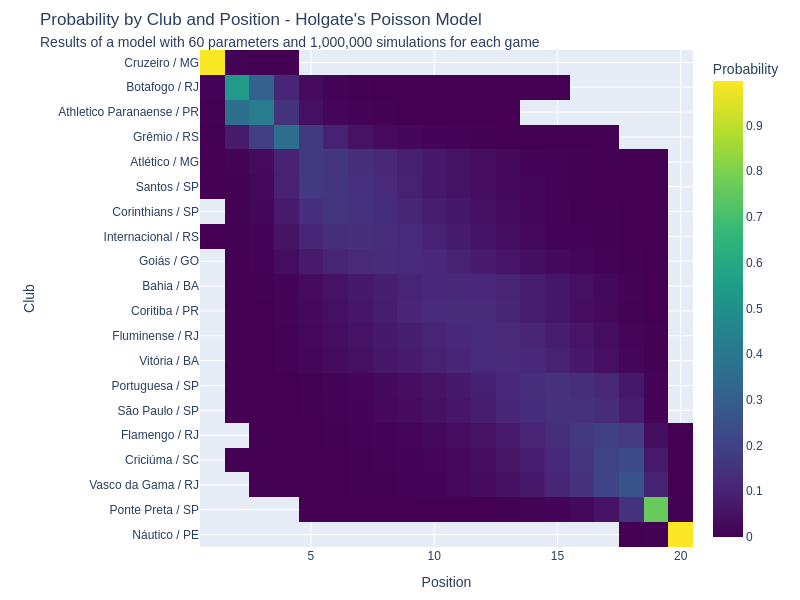 Probability by Club and Position - Holgate's Poisson Model
Results of a model with 60 parameters and 1,000,000 simulations for each game
Cruzeiro / MG
Botafogo / RJ
Athletico Paranaense / PR
Grêmio / RS
Atlético / MG
Santos / SP
Corinthians / SP
Internacional / RS
Goiás / GO
Bahia / BA
Coritiba / PR
Fluminense / RJ
Vitória / BA
Portuguesa / SP
São Paulo / SP
Flamengo / RJ
Criciúma / SC
Vasco da Gama / RJ
Ponte Preta / SP
Náutico / PE
Club
5
10
15
20
Position
Probability
0.9
0.8
0.7
0.6
0.5
0.4
0.3
0.2
0.1
0